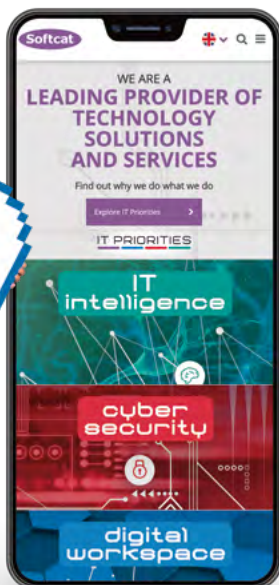 Softcat
WE ARE A
LEADING PROVIDER OF
TECHNOLOGY
SOLUTIONS
AND SERVICES
Find out why we do what we do
Explore IT Priorities
IT PRIORITIES
IT
intelligence
cyber
security
digital
workspace